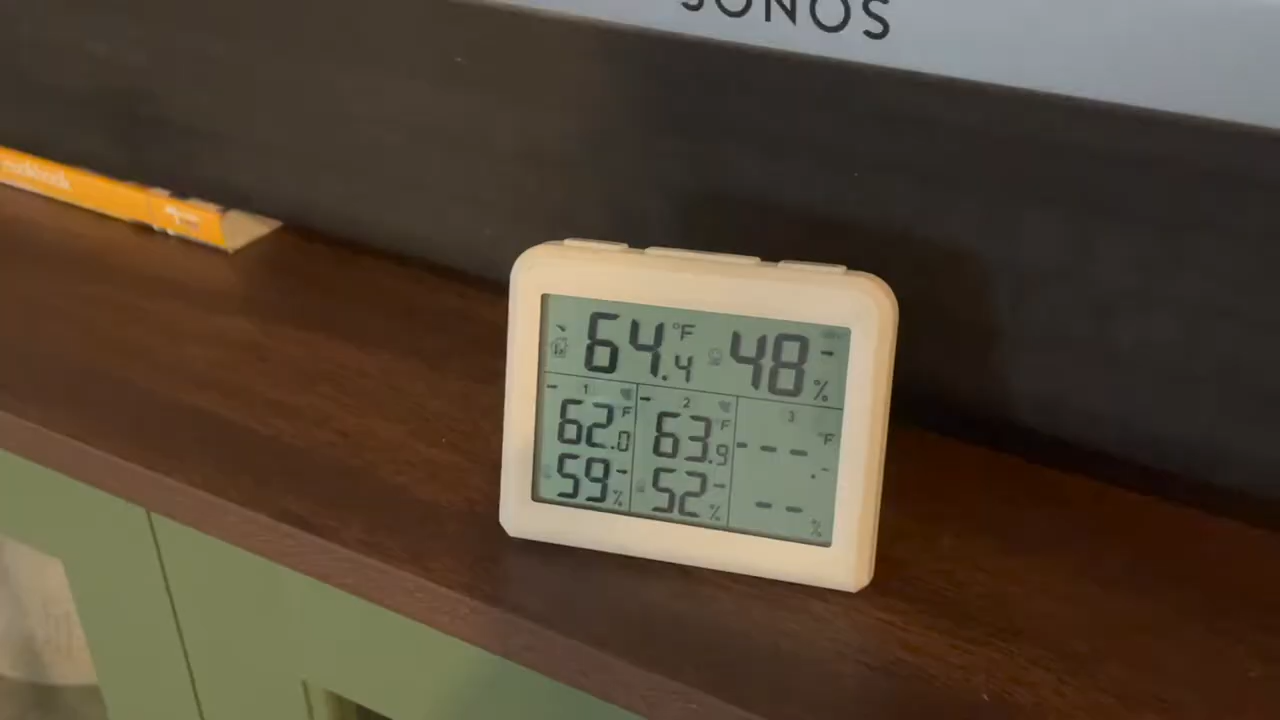 SONOS
64.4 °F 48 %
1 2 3
62.0 °F 63.9 °F --.- °F
59 % 52 % -- %